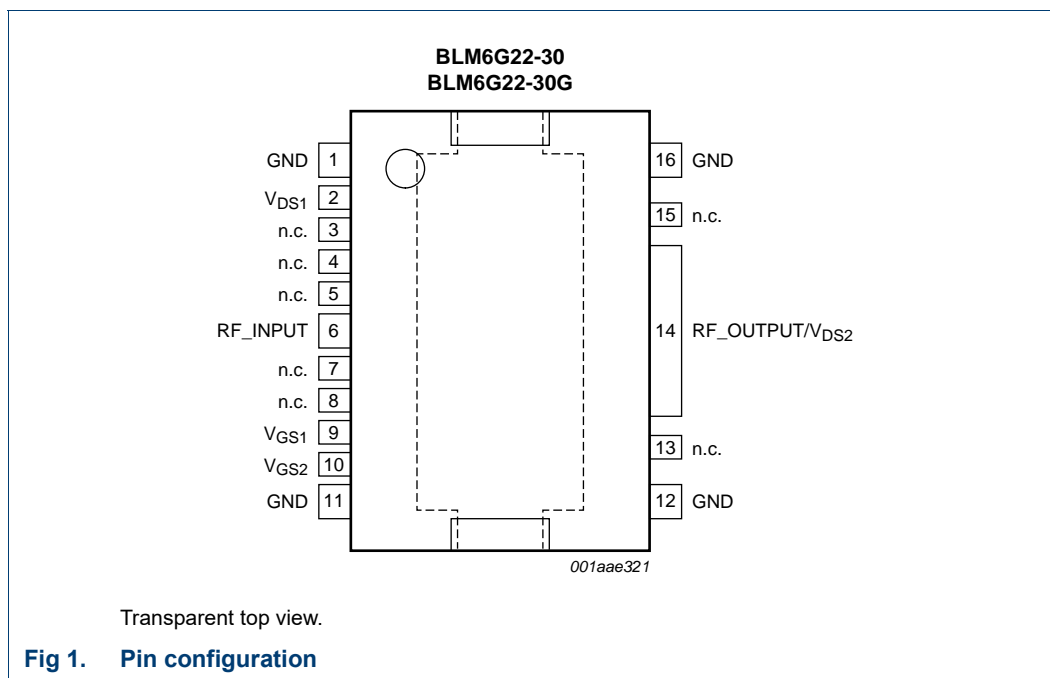 BLM6G22-30
BLM6G22-30G
GND 1
16 GND
VDS1 2
15 n.c.
n.c. 3
n.c. 4
n.c. 5
RF_INPUT 6
14 RF_OUTPUT/VDS2
n.c. 7
n.c. 8
VGS1 9
13 n.c.
VGS2 10
GND 11
12 GND
001aae321
Transparent top view.
Fig 1. Pin configuration